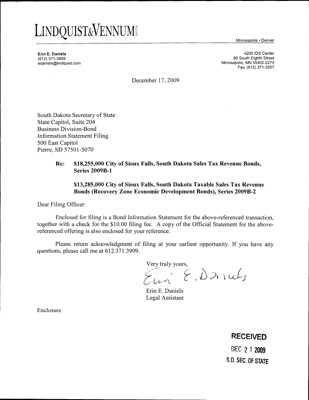 LINDQUIST&VENNUM
Minneapolis • Denver
Erin E. Daniels
(612) 371-3909
edaniels@lindquist.com
4200 IDS Center
80 South Eighth Street
Minneapolis, MN 55402-2274
Fax: (612) 371-3207
December 17, 2009
South Dakota Secretary of State
State Capitol, Suite 204
Business Division-Bond
Information Statement Filing
500 East Capitol
Pierre, SD 57501-5070
Re: $18,255,000 City of Sioux Falls, South Dakota Sales Tax Revenue Bonds,
Series 2009B-1
$13,285,000 City of Sioux Falls, South Dakota Taxable Sales Tax Revenue
Bonds (Recovery Zone Economic Development Bonds), Series 2009B-2
Dear Filing Officer:
Enclosed for filing is a Bond Information Statement for the above-referenced transaction,
together with a check for the $10.00 filing fee. A copy of the Official Statement for the above-
referenced offering is also enclosed for your reference.
Please return acknowledgment of filing at your earliest opportunity. If you have any
questions, please call me at 612.371.3909.
Very truly yours,
Erin E. Daniels
Erin E. Daniels
Legal Assistant
Enclosure
RECEIVED
DEC 21 2009
S.D. SEC. OF STATE